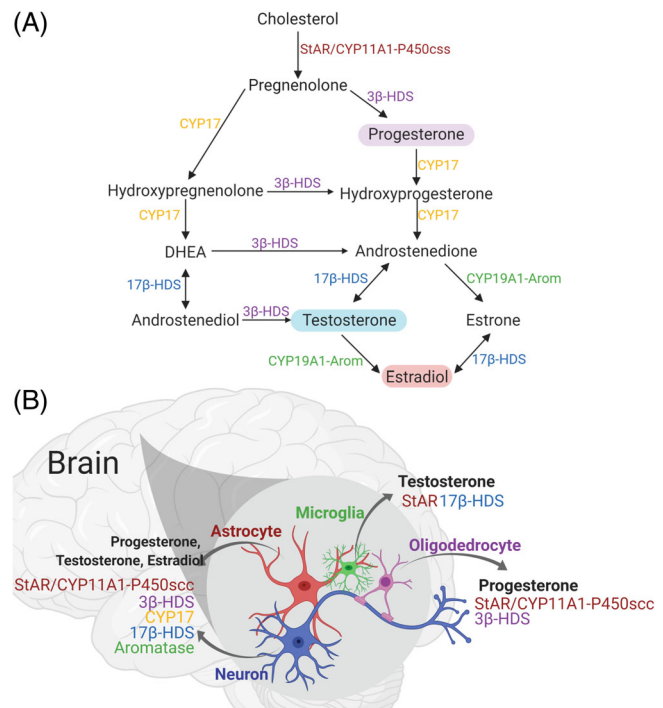 (A)
Cholesterol
StAR/CYP11A1-P450css
Pregnenolone
3β-HDS
CYP17
Progesterone
CYP17
Hydroxypregnenolone 3β-HDS Hydroxyprogesterone
CYP17 CYP17
DHEA 3β-HDS Androstenedione
17β-HDS 17β-HDS CYP19A1-Arom
Androstenediol 3β-HDS Testosterone Estrone
CYP19A1-Arom 17β-HDS
Estradiol
(B)
Brain
Testosterone
StAR 17β-HDS
Microglia
Astrocyte
Oligodedrocyte
Progesterone,
Testosterone, Estradiol
StAR/CYP11A1-P450scc
3β-HDS
CYP17
17β-HDS
Aromatase
Neuron
Progesterone
StAR/CYP11A1-P450scc
3β-HDS